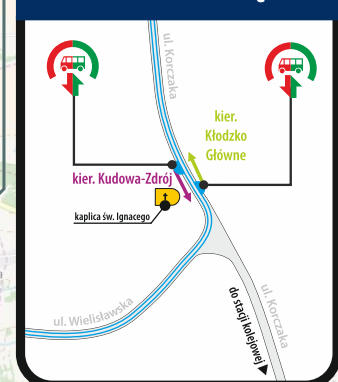 ul. Korczaka
kier.
Kłodzko
Główne
kier. Kudowa-Zdrój
kaplica św. Ignacego
ul. Wielisławska
do stacji kolejowej
ul. Korczaka